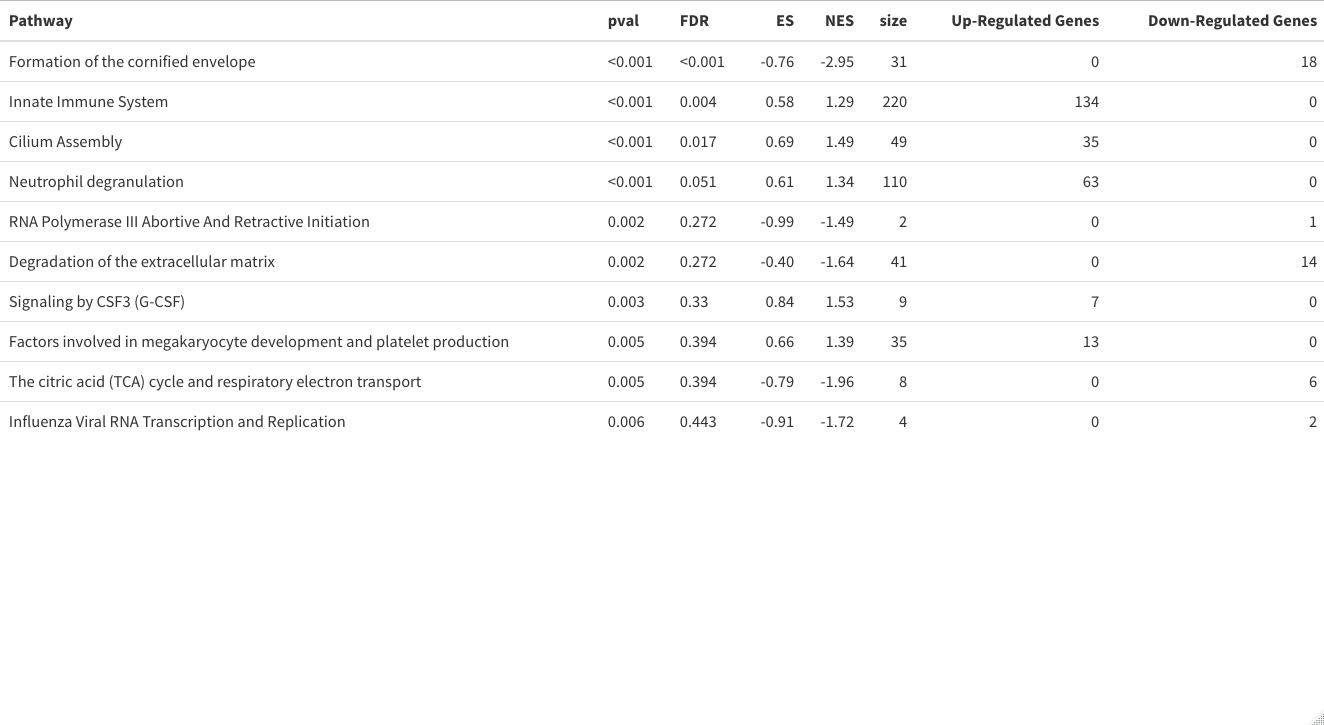 Pathway pval FDR ES NES size Up-Regulated Genes Down-Regulated Genes
Formation of the cornified envelope <0.001 <0.001 -0.76 -2.95 31 0 18
Innate Immune System <0.001 0.004 0.58 1.29 220 134 0
Cilium Assembly <0.001 0.017 0.69 1.49 49 35 0
Neutrophil degranulation <0.001 0.051 0.61 1.34 110 63 0
RNA Polymerase III Abortive And Retractive Initiation 0.002 0.272 -0.99 -1.49 2 0 1
Degradation of the extracellular matrix 0.002 0.272 -0.40 -1.64 41 0 14
Signaling by CSF3 (G-CSF) 0.003 0.33 0.84 1.53 9 7 0
Factors involved in megakaryocyte development and platelet production 0.005 0.394 0.66 1.39 35 13 0
The citric acid (TCA) cycle and respiratory electron transport 0.005 0.394 -0.79 -1.96 8 0 6
Influenza Viral RNA Transcription and Replication 0.006 0.443 -0.91 -1.72 4 0 2